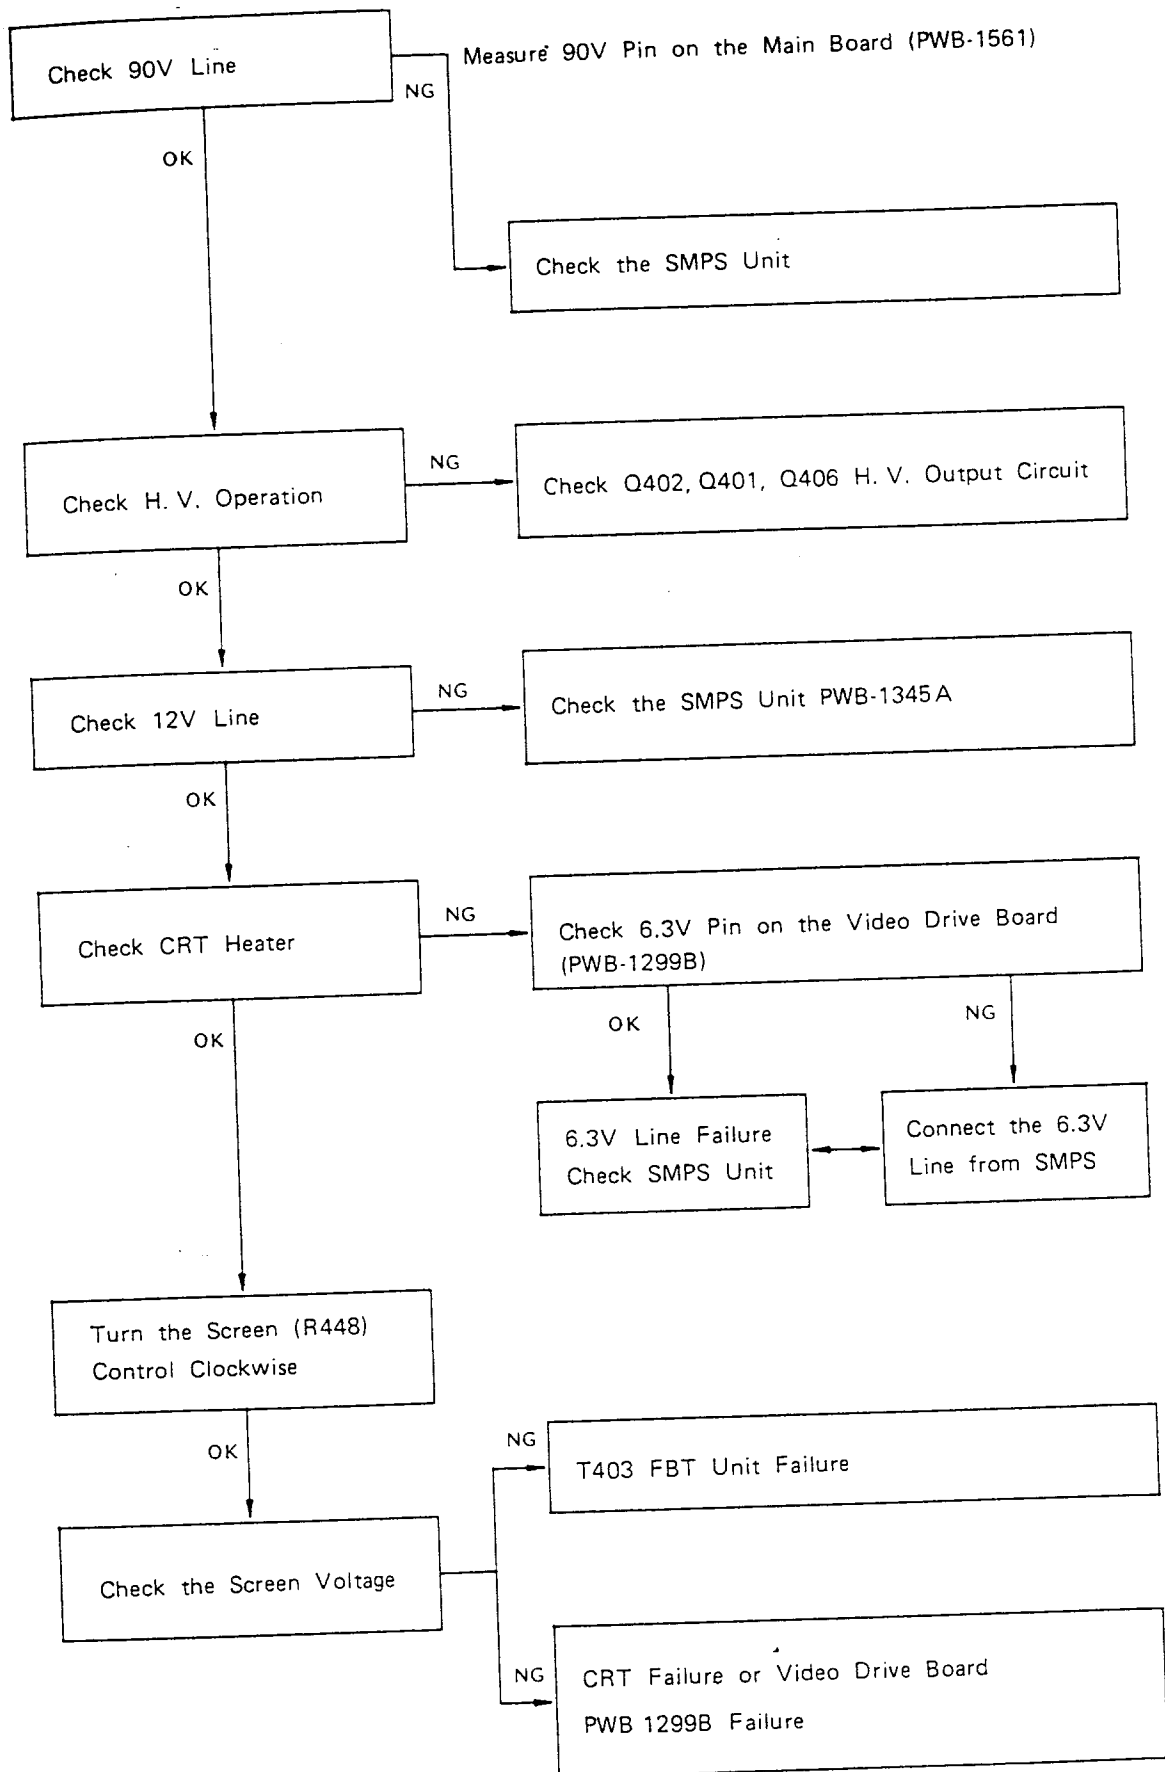 Check 90V Line
Measure 90V Pin on the Main Board (PWB-1561)
NG
OK
Check the SMPS Unit
Check H. V. Operation
NG
Check Q402, Q401, Q406 H. V. Output Circuit
OK
Check 12V Line
NG
Check the SMPS Unit PWB-1345A
OK
Check CRT Heater
NG
Check 6.3V Pin on the Video Drive Board
(PWB-1299B)
OK
OK
NG
6.3V Line Failure
Check SMPS Unit
Connect the 6.3V
Line from SMPS
Turn the Screen (R448)
Control Clockwise
OK
NG
T403 FBT Unit Failure
Check the Screen Voltage
NG
CRT Failure or Video Drive Board
PWB 1299B Failure